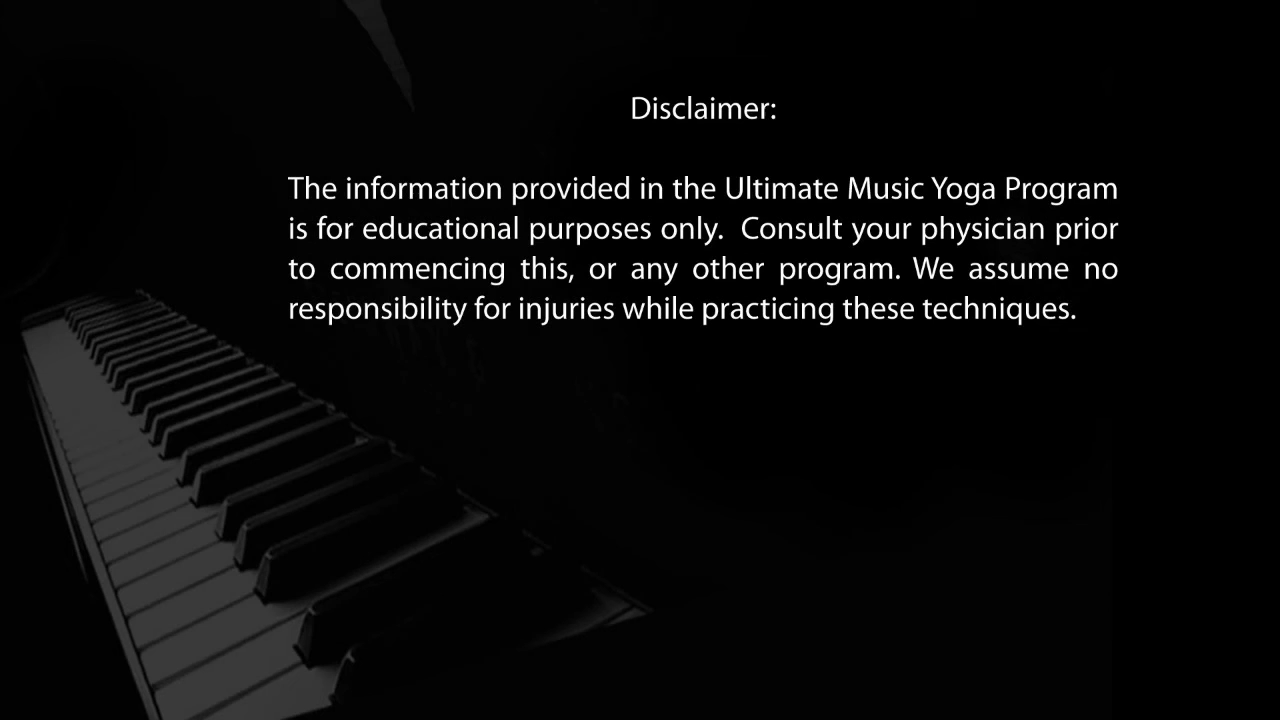 Disclaimer:
The information provided in the Ultimate Music Yoga Program
is for educational purposes only.  Consult your physician prior
to commencing this, or any other program. We assume no
responsibility for injuries while practicing these techniques.